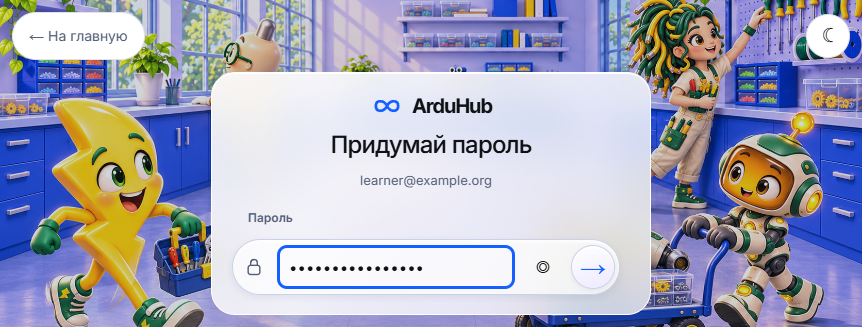 ← На главную
ArduHub
Придумай пароль
learner@example.org
Пароль
••••••••••••••••
→